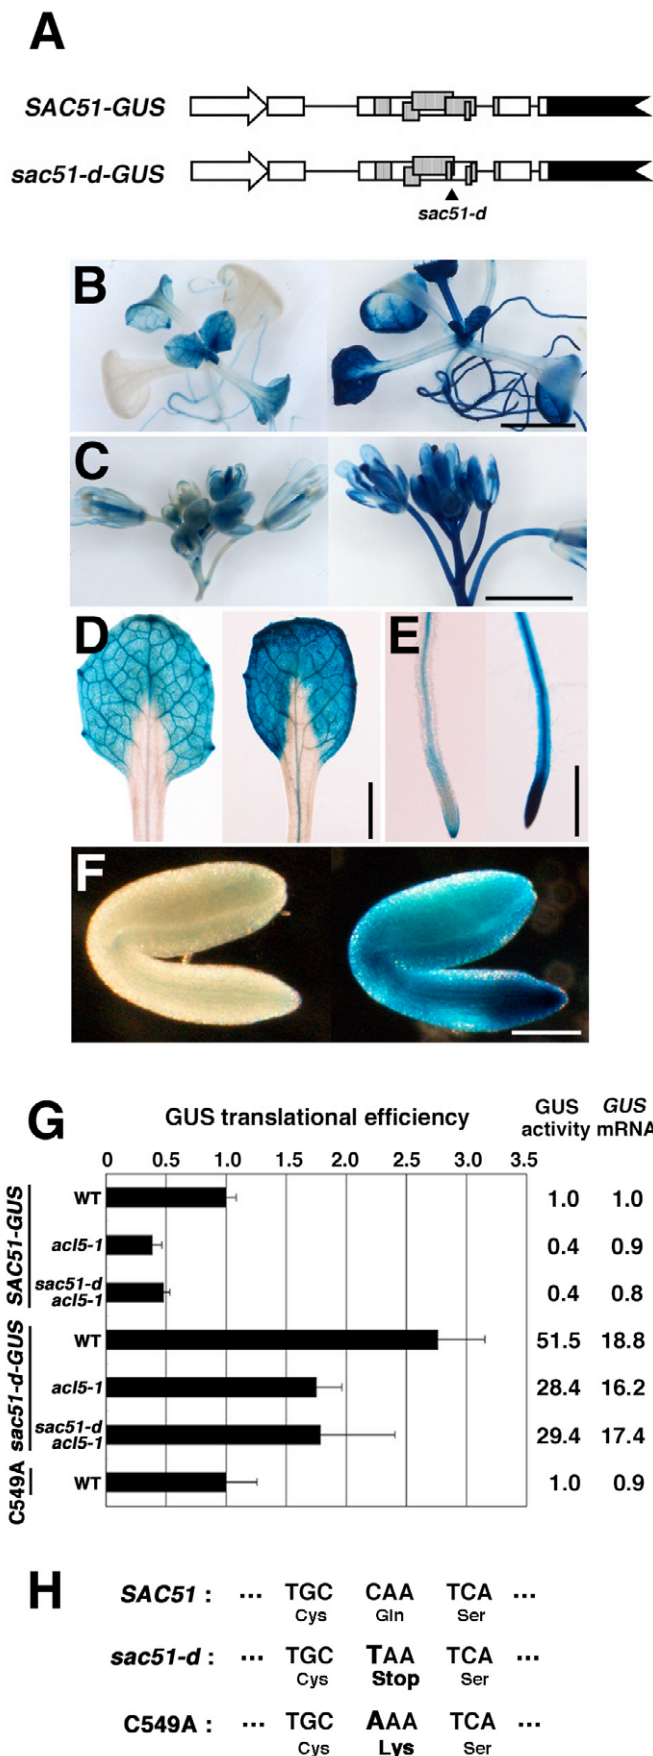 A
SAC51-GUS
sac51-d-GUS
sac51-d
B
C
D E
F
G
GUS translational efficiency
GUS activity
GUS mRNA
0 0.5 1.0 1.5 2.0 2.5 3.0 3.5
SAC51-GUS
WT 1.0 1.0
acl5-1 0.4 0.9
sac51-d acl5-1 0.4 0.8
sac51-d-GUS
WT 51.5 18.8
acl5-1 28.4 16.2
sac51-d acl5-1 29.4 17.4
C549A
WT 1.0 0.9
H
SAC51 : ... TGC CAA TCA ...
Cys Gln Ser
sac51-d : ... TGC TAA TCA ...
Cys Stop Ser
C549A : ... TGC AAA TCA ...
Cys Lys Ser